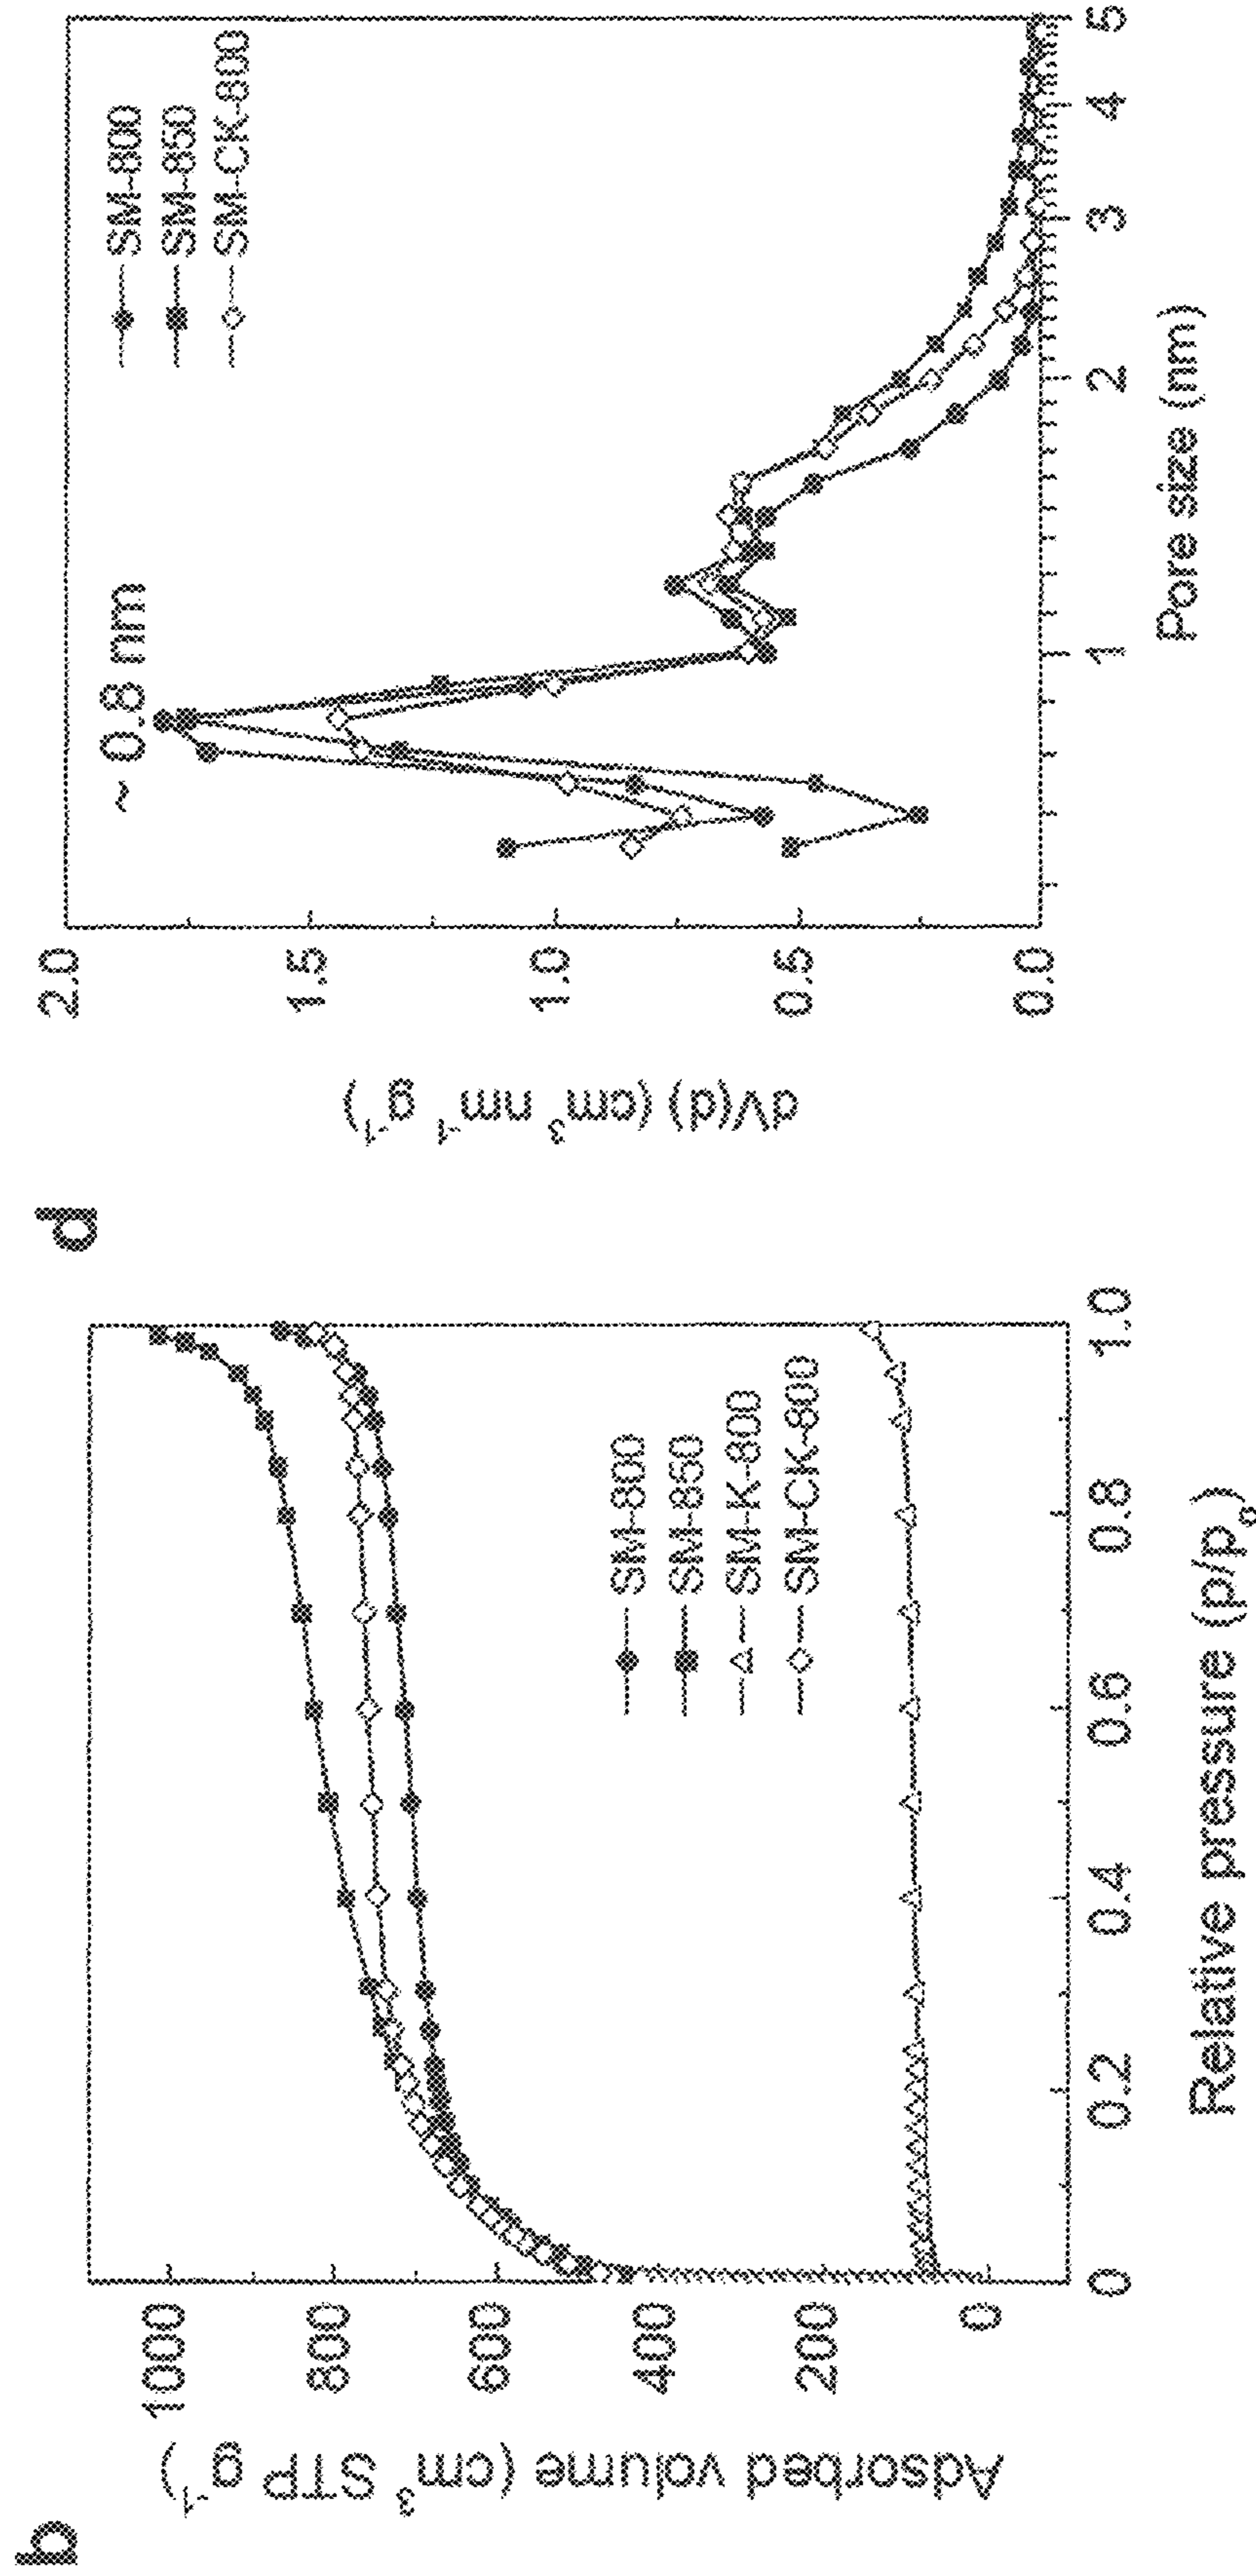 b
Adsorbed volume (cm³ STP g⁻¹)
1000
800
600
400
200
0
SM-800
SM-850
SM-K-800
SM-CK-800
0
0.2
0.4
0.6
0.8
1.0
Relative pressure (p/p₀)
d
dV(d) (cm³ nm⁻¹ g⁻¹)
2.0
1.5
1.0
0.5
0.0
~ 0.8 nm
SM-800
SM-850
SM-CK-800
1
2
3
4
5
Pore size (nm)